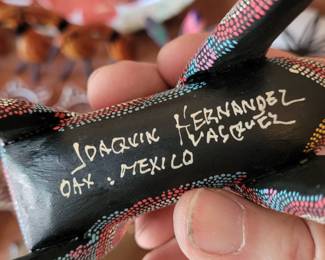 JOAQUIN HERNANDEZ
VASQUEZ
OAX. MEXICO